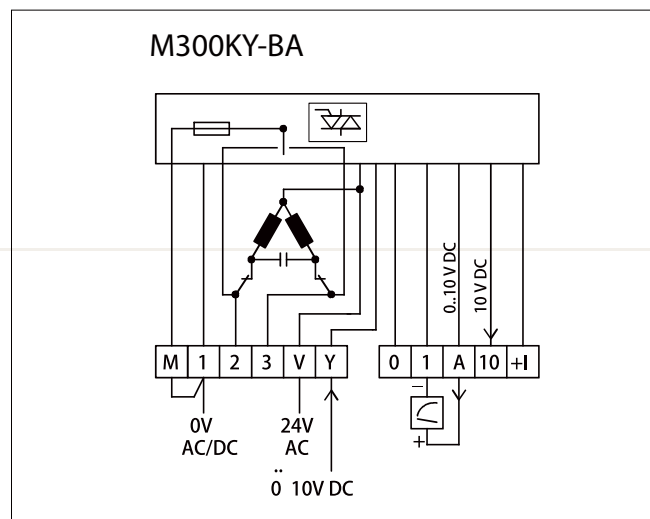 M300KY-BA
0..10 V DC
10 V DC
M 1 2 3 V Y
0 1 A 10 +I
−
+
0V
AC/DC
24V
AC
0 ¨ 10V DC